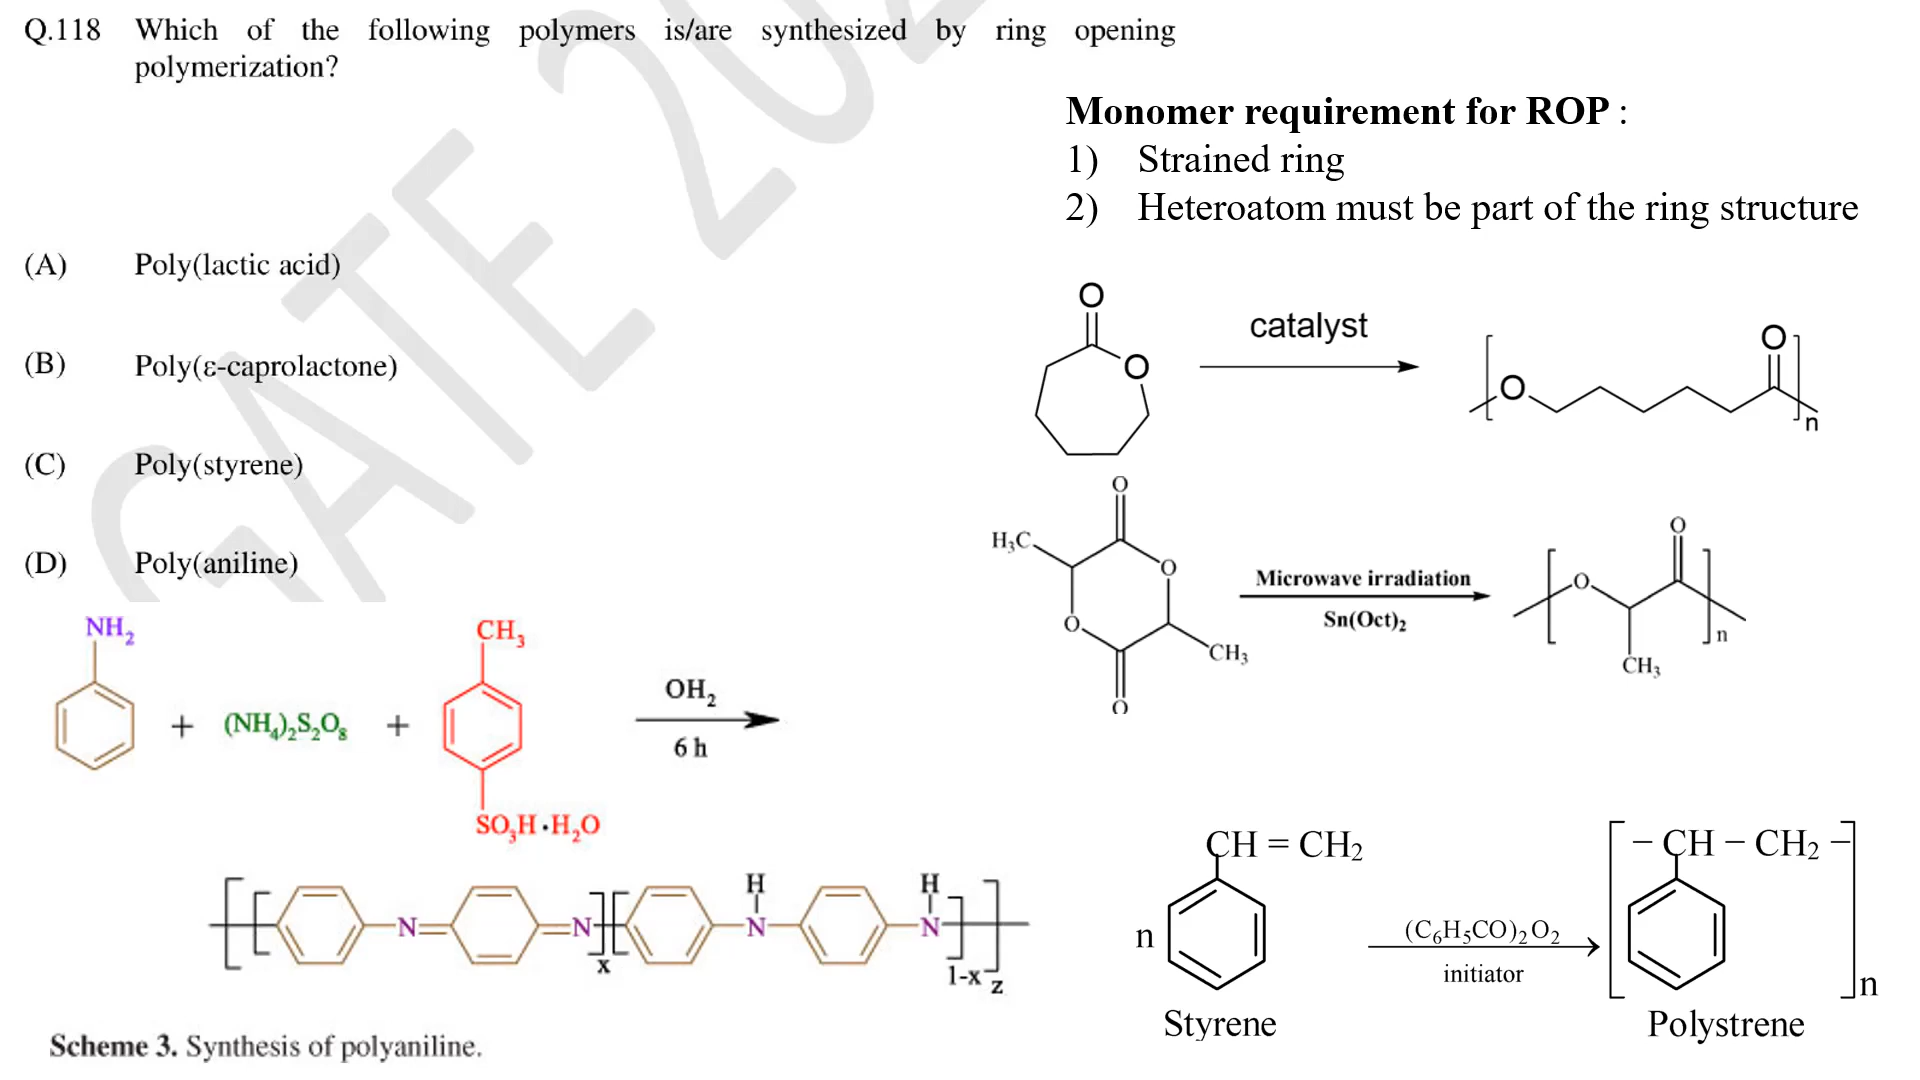 Q.118 Which of the following polymers is/are synthesized by ring opening
polymerization?
Monomer requirement for ROP :
1) Strained ring
2) Heteroatom must be part of the ring structure
(A) Poly(lactic acid)
(B) Poly(ε-caprolactone)
(C) Poly(styrene)
(D) Poly(aniline)
GATE 202
O
O
catalyst
O
O
n
O
H₃C
O
O
CH₃
O
Microwave irradiation
Sn(Oct)₂
O
O
CH₃
n
NH₂
+ (NH₄)₂S₂O₈ +
CH₃
SO₃H·H₂O
OH₂
6 h
N
N
x
H
N
H
N
1-x
z
Scheme 3. Synthesis of polyaniline.
CH = CH₂
n
Styrene
(C₆H₅CO)₂O₂
initiator
– CH – CH₂ –
n
Polystrene